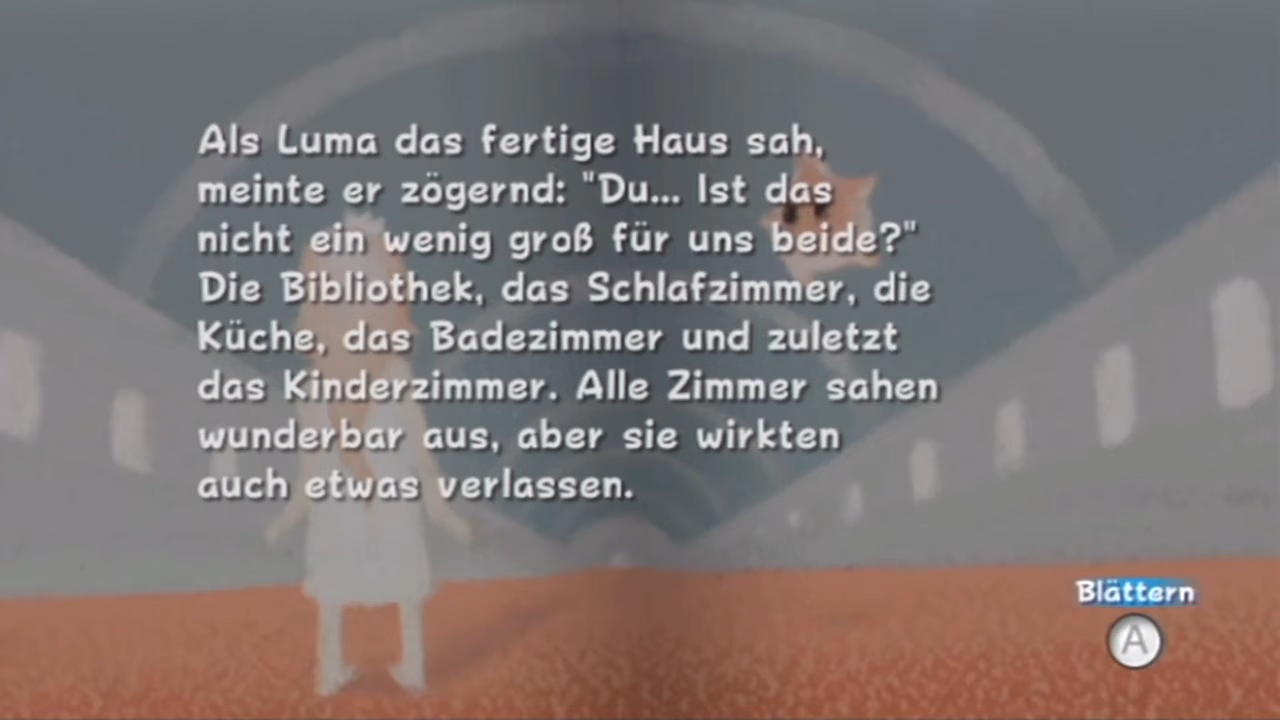 Als Luma das fertige Haus sah,
meinte er zögernd: "Du... Ist das
nicht ein wenig groß für uns beide?"
Die Bibliothek, das Schlafzimmer, die
Küche, das Badezimmer und zuletzt
das Kinderzimmer. Alle Zimmer sahen
wunderbar aus, aber sie wirkten
auch etwas verlassen.
Blättern
A